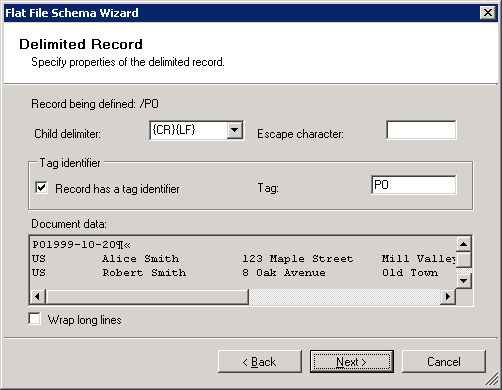 Flat File Schema Wizard
Delimited Record
Specify properties of the delimited record.
Record being defined: /PO
Child delimiter: {CR}{LF} Escape character:
Tag identifier
Record has a tag identifier Tag: PO
Document data:
PO1999-10-20¶«
US Alice Smith 123 Maple Street Mill Valley
US Robert Smith 8 Oak Avenue Old Town
Wrap long lines
< Back Next > Cancel